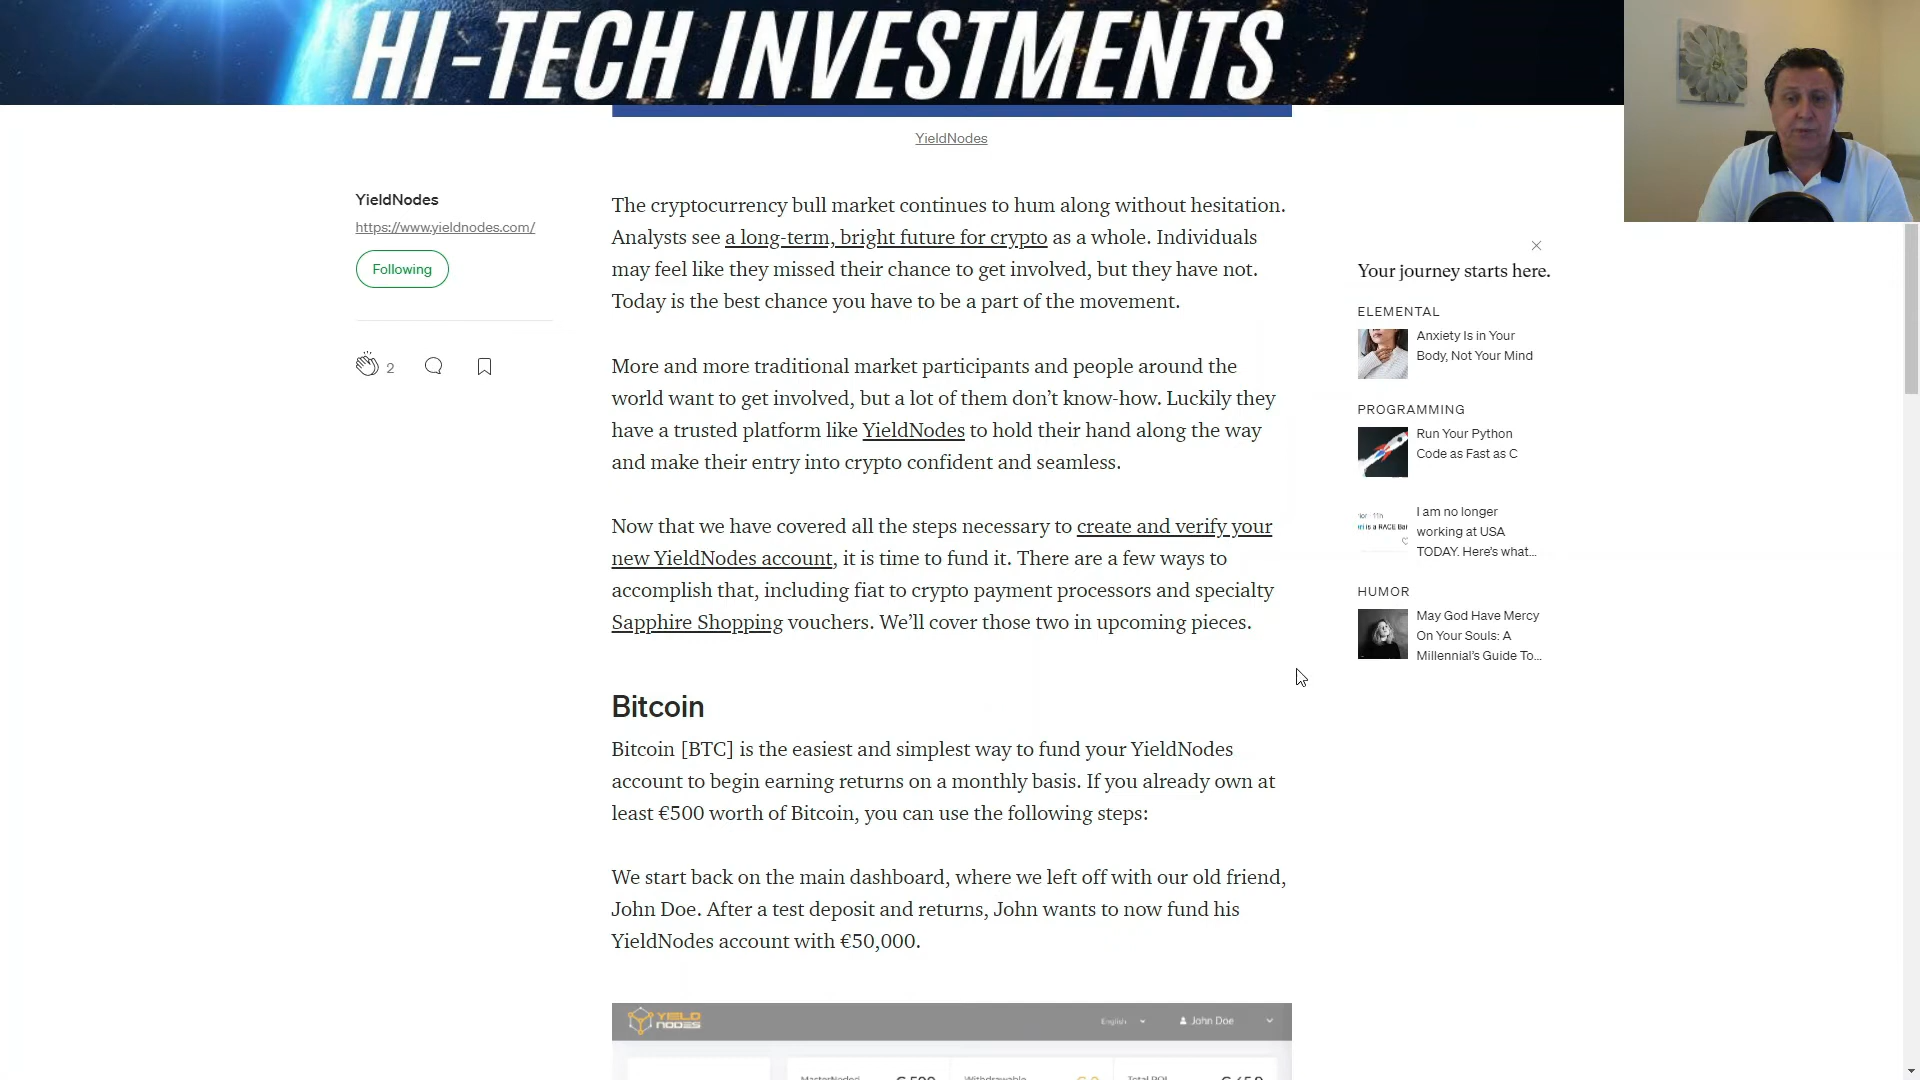 HI-TECH INVESTMENTS
YieldNodes
YieldNodes
https://www.yieldnodes.com/
Following
2
The cryptocurrency bull market continues to hum along without hesitation.
Analysts see a long-term, bright future for crypto as a whole. Individuals
may feel like they missed their chance to get involved, but they have not.
Today is the best chance you have to be a part of the movement.
More and more traditional market participants and people around the
world want to get involved, but a lot of them don’t know-how. Luckily they
have a trusted platform like YieldNodes to hold their hand along the way
and make their entry into crypto confident and seamless.
Now that we have covered all the steps necessary to create and verify your
new YieldNodes account, it is time to fund it. There are a few ways to
accomplish that, including fiat to crypto payment processors and specialty
Sapphire Shopping vouchers. We’ll cover those two in upcoming pieces.
Bitcoin
Bitcoin [BTC] is the easiest and simplest way to fund your YieldNodes
account to begin earning returns on a monthly basis. If you already own at
least €500 worth of Bitcoin, you can use the following steps:
We start back on the main dashboard, where we left off with our old friend,
John Doe. After a test deposit and returns, John wants to now fund his
YieldNodes account with €50,000.
YIELD
NODES
English
John Doe
Your journey starts here.
ELEMENTAL
Anxiety Is in Your
Body, Not Your Mind
PROGRAMMING
Run Your Python
Code as Fast as C
I am no longer
working at USA
TODAY. Here’s what...
HUMOR
May God Have Mercy
On Your Souls: A
Millennial’s Guide To...